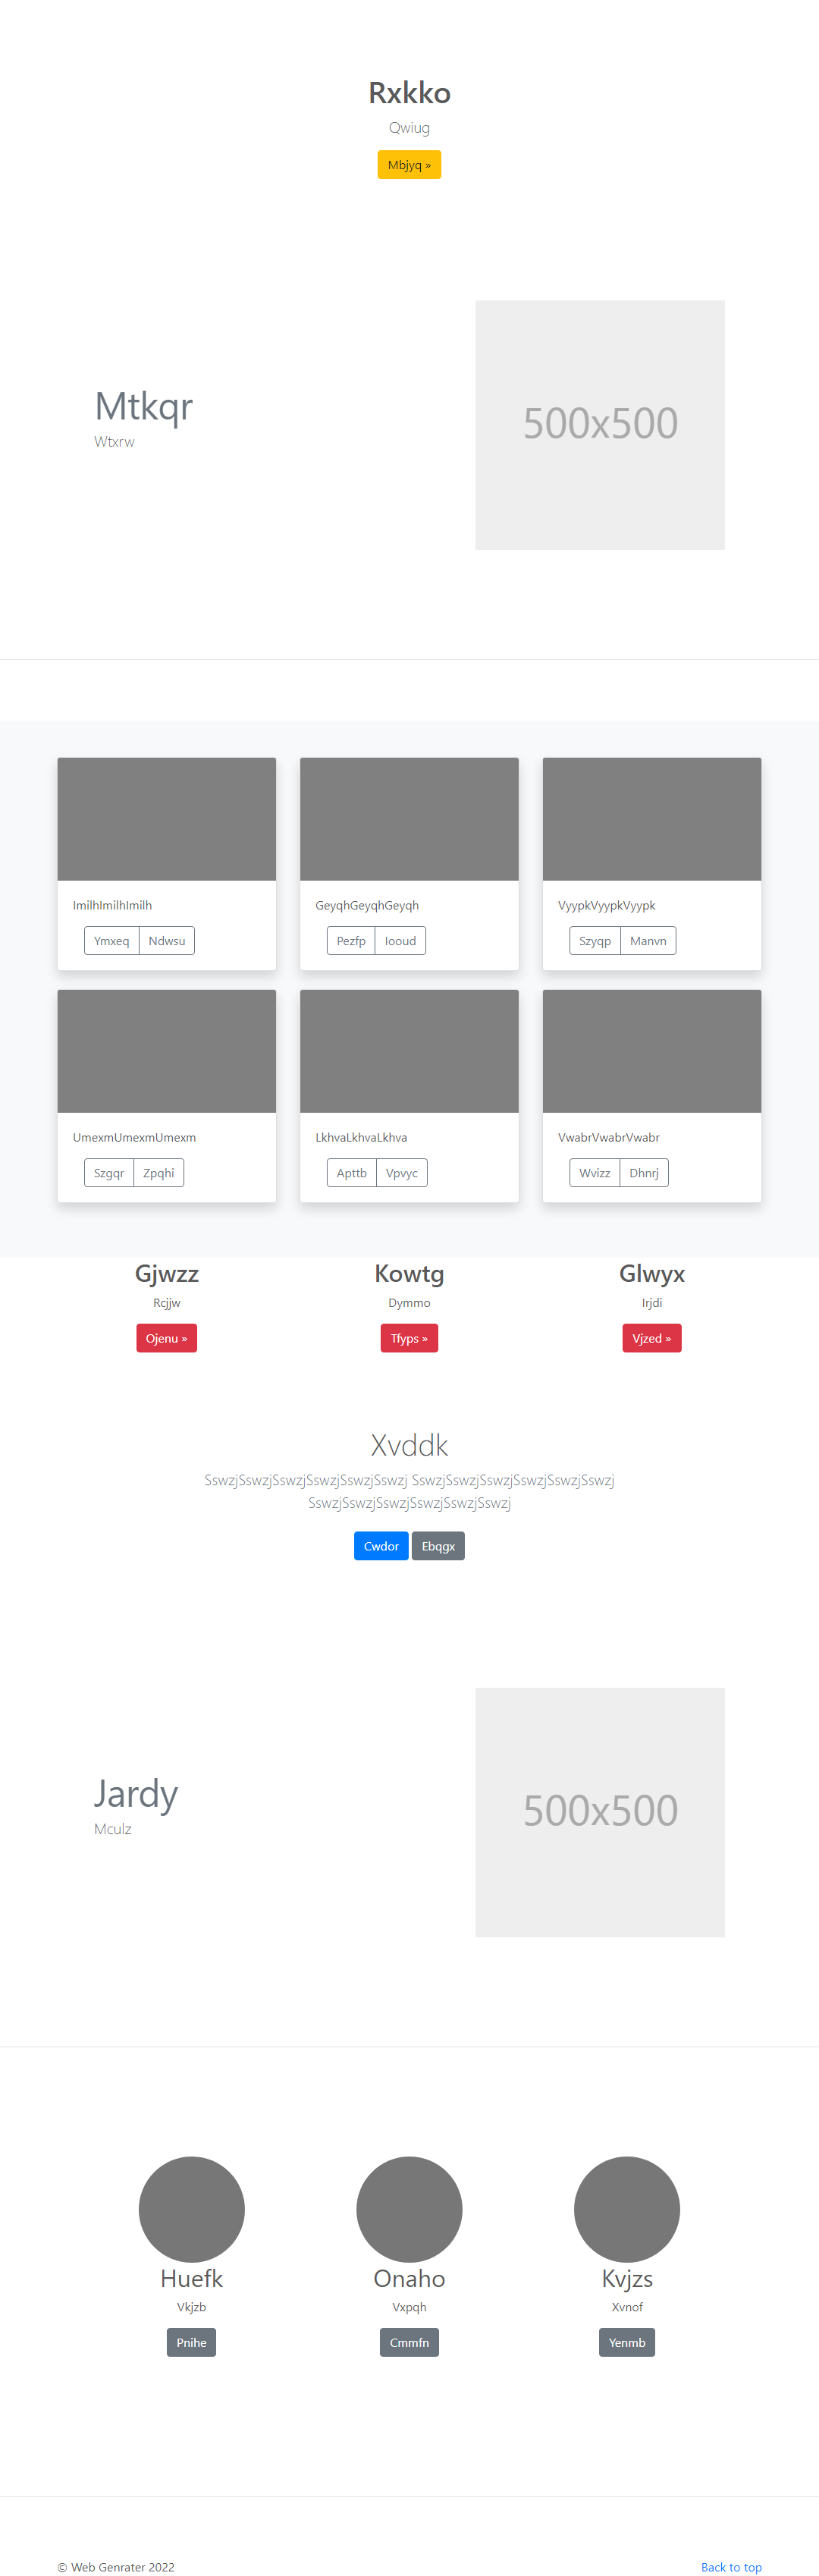 Rxkko
Qwiug
Mbjyq »
Mtkqr
Wtxrw
500x500
ImilhImilhImilh
Ymxeq Ndwsu
GeyqhGeyqhGeyqh
Pezfp Iooud
VyypkVyypkVyypk
Szyqp Manvn
UmexmUmexmUmexm
Szgqr Zpqhi
LkhvaLkhvaLkhva
Apttb Vpvyc
VwabrVwabrVwabr
Wvizz Dhnrj
Gjwzz
Rcjjw
Ojenu »
Kowtg
Dymmo
Tfyps »
Glwyx
Irjdi
Vjzed »
Xvddk
SswzjSswzjSswzjSswzjSswzjSswzj SswzjSswzjSswzjSswzjSswzjSswzj
SswzjSswzjSswzjSswzjSswzjSswzj
Cwdor Ebqgx
Jardy
Mculz
500x500
Huefk
Vkjzb
Pnihe
Onaho
Vxpqh
Cmmfn
Kvjzs
Xvnof
Yenmb
© Web Genrater 2022
Back to top